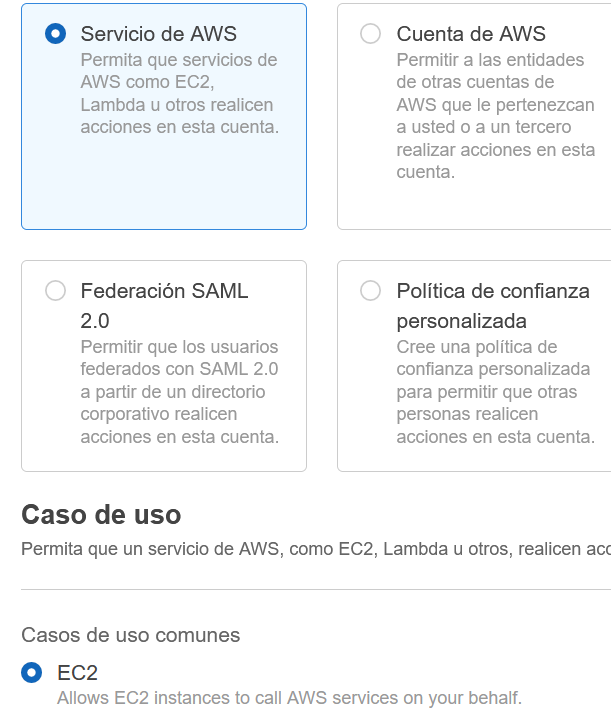 Servicio de AWS
Permita que servicios de
AWS como EC2,
Lambda u otros realicen
acciones en esta cuenta.
Cuenta de AWS
Permitir a las entidades
de otras cuentas de
AWS que le pertenezcan
a usted o a un tercero
realizar acciones en esta
cuenta.
Federación SAML
2.0
Permitir que los usuarios
federados con SAML 2.0
a partir de un directorio
corporativo realicen
acciones en esta cuenta.
Política de confianza
personalizada
Cree una política de
confianza personalizada
para permitir que otras
personas realicen
acciones en esta cuenta.
Caso de uso
Permita que un servicio de AWS, como EC2, Lambda u otros, realicen acc
Casos de uso comunes
EC2
Allows EC2 instances to call AWS services on your behalf.